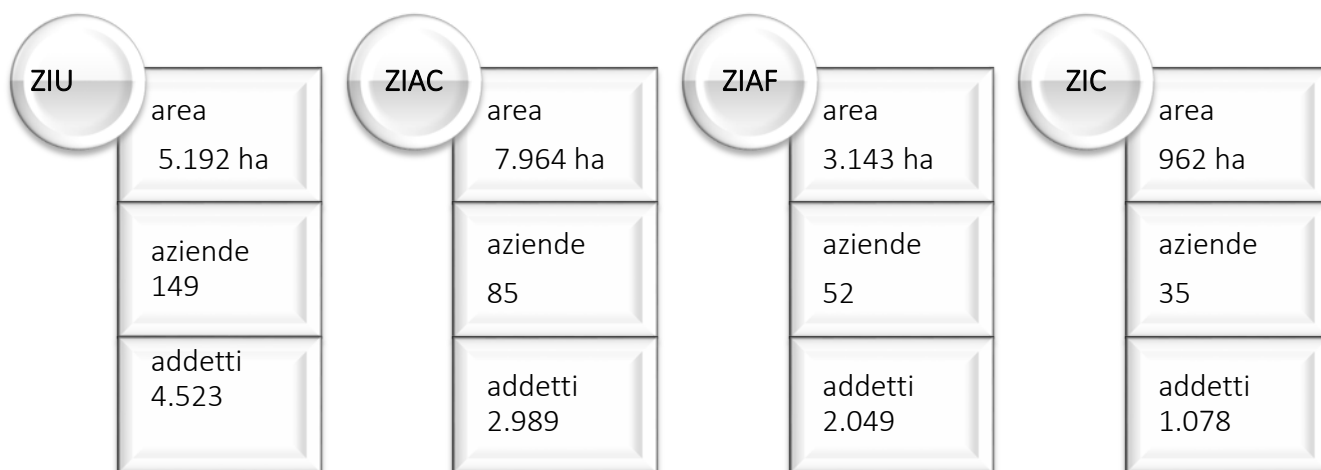 ZIU
area
5.192 ha
aziende
149
addetti
4.523
ZIAC
area
7.964 ha
aziende
85
addetti
2.989
ZIAF
area
3.143 ha
aziende
52
addetti
2.049
ZIC
area
962 ha
aziende
35
addetti
1.078